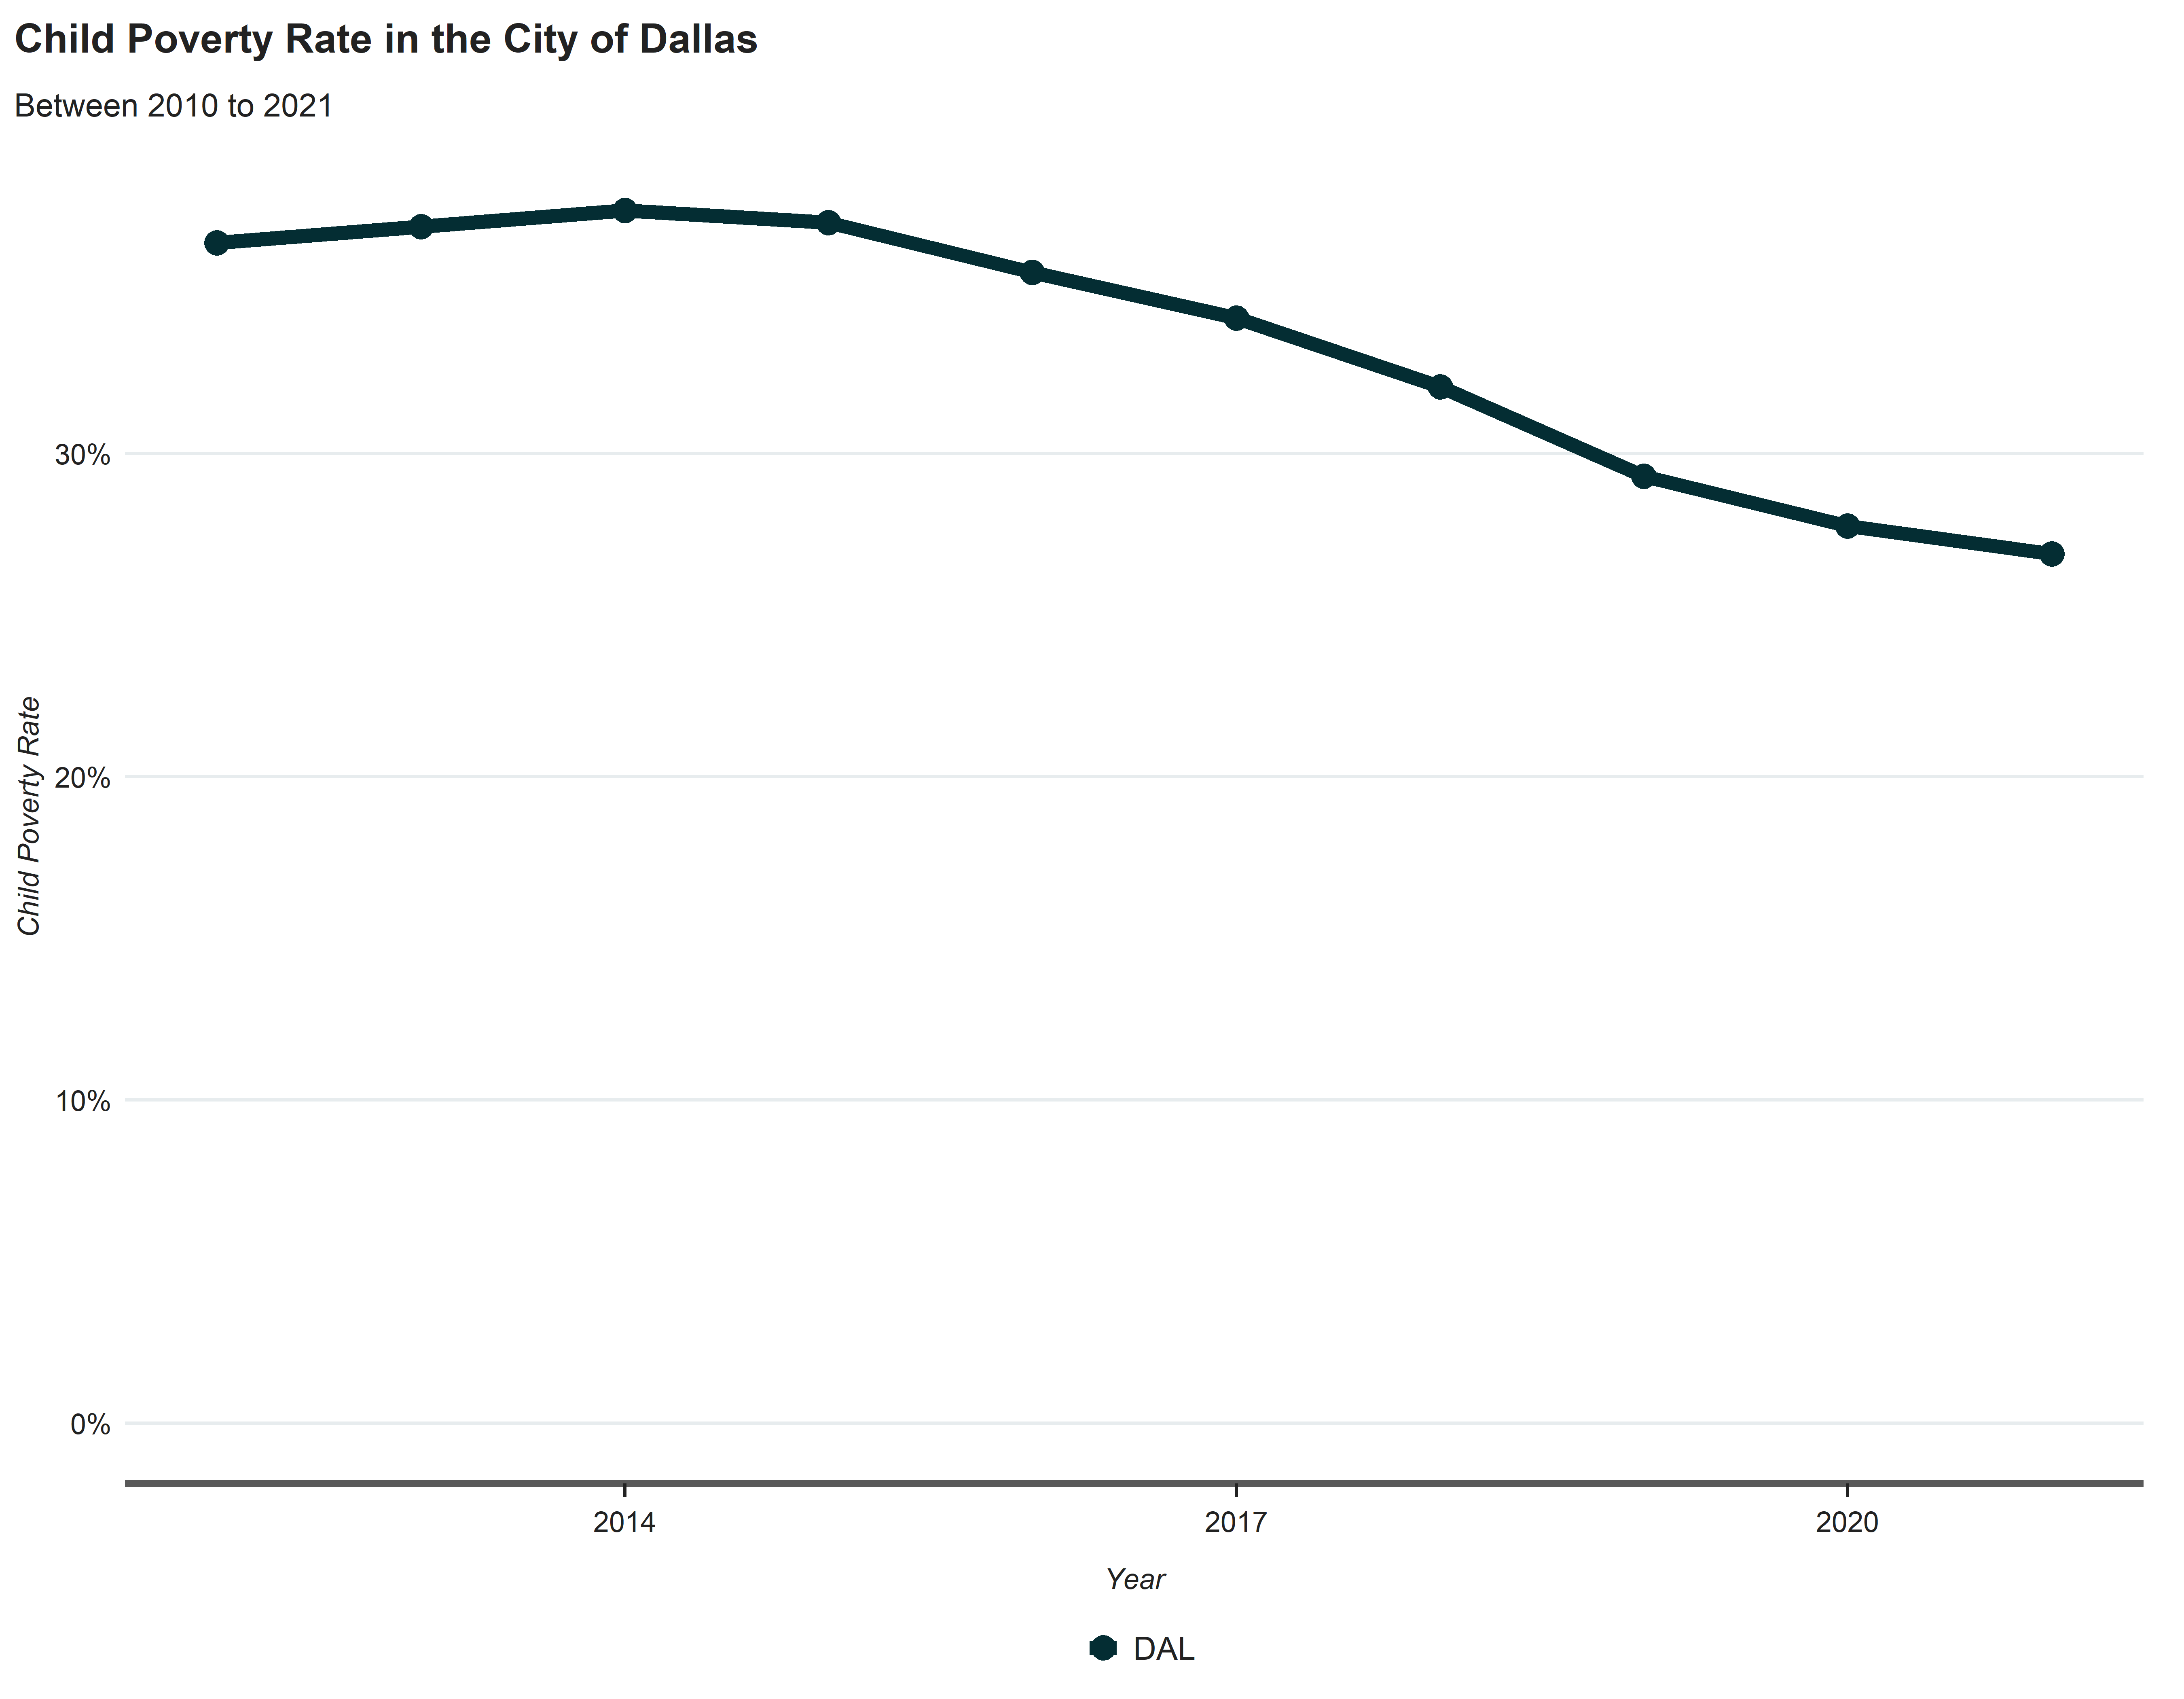 Child Poverty Rate in the City of Dallas
Between 2010 to 2021
30%
20%
10%
0%
Child Poverty Rate
2014
2017
2020
Year
DAL